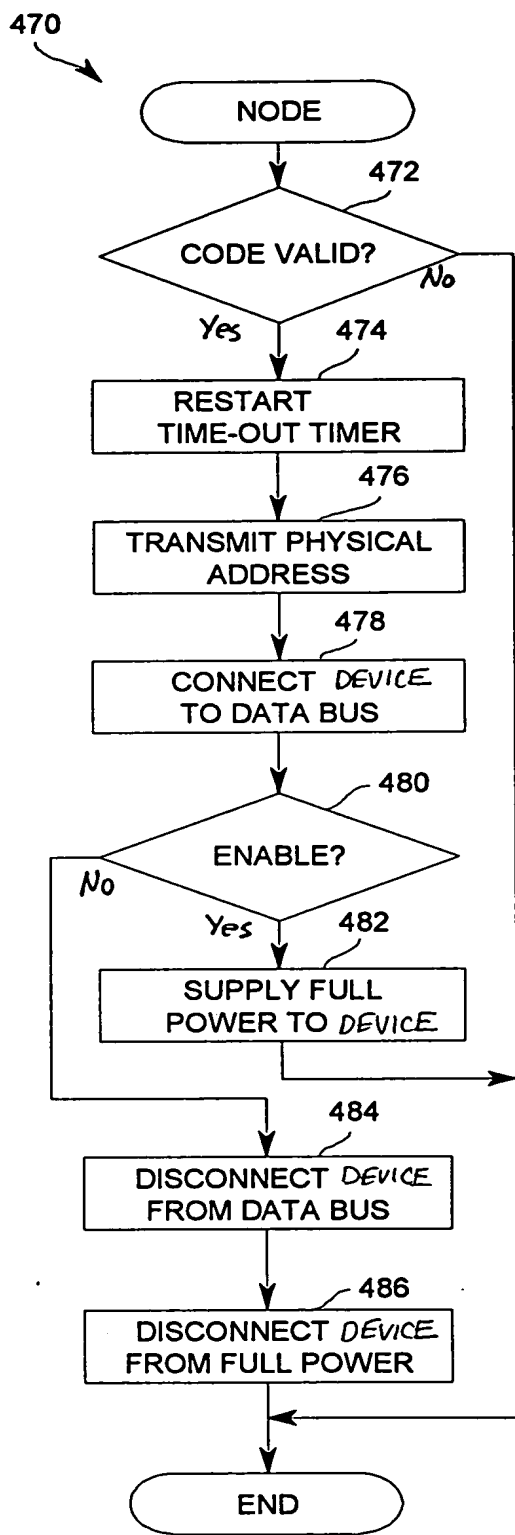 470
NODE
472
CODE VALID?
No
Yes
474
RESTART
TIME-OUT TIMER
476
TRANSMIT PHYSICAL
ADDRESS
478
CONNECT DEVICE
TO DATA BUS
480
ENABLE?
No
Yes
482
SUPPLY FULL
POWER TO DEVICE
484
DISCONNECT DEVICE
FROM DATA BUS
486
DISCONNECT DEVICE
FROM FULL POWER
END